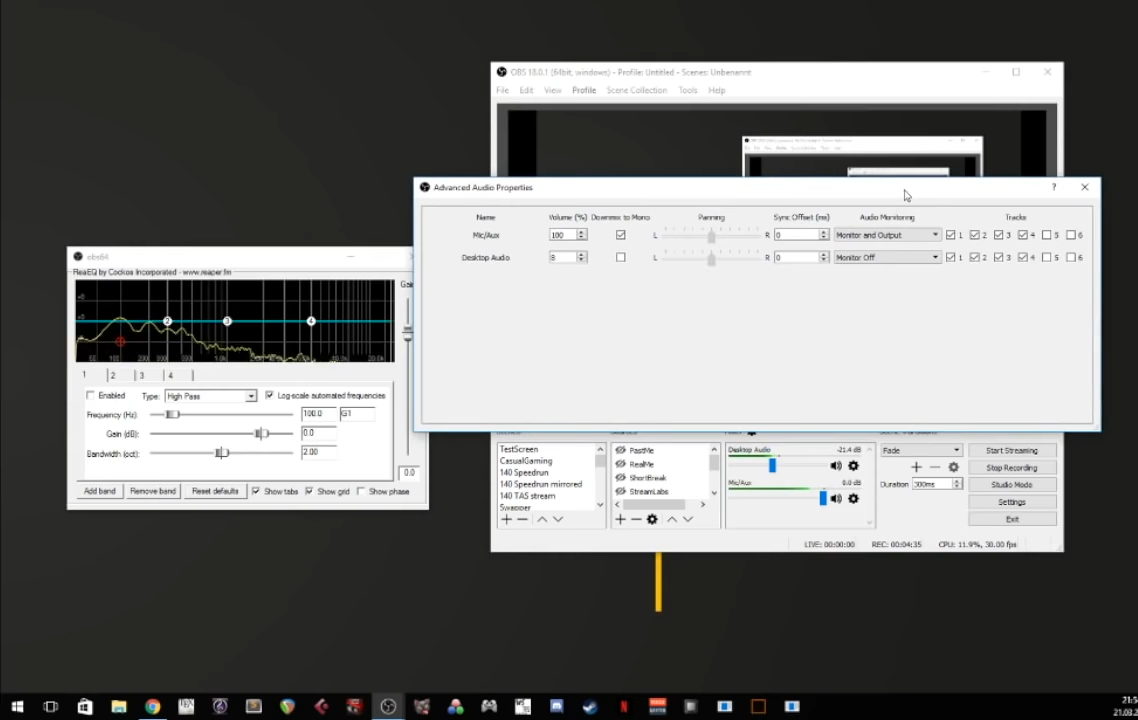 OBS 18.0.1 (64bit, windows) - Profile: Untitled - Scenes: Unbenannt
File Edit View Profile Scene Collection Tools Help
Advanced Audio Properties
Name Volume (%) Downmix to Mono Panning Sync Offset (ms) Audio Monitoring Tracks
Mic/Aux 100 L R 0 Monitor and Output 1 2 3 4 5 6
Desktop Audio 8 L R 0 Monitor Off 1 2 3 4 5 6
obs64
ReaEQ by Cockos Incorporated - www.reaper.fm
2 3 4
1 2 3 4
Enabled Type: High Pass Log-scale automated frequencies
Frequency (Hz): 100.0 G1
Gain (dB): 0.0
Bandwidth (oct): 2.00
0.0
Add band Remove band Reset defaults Show tabs Show grid Show phase
TestScreen
CasualGaming
140 Speedrun
140 Speedrun mirrored
140 TAS stream
Swapper
PastMe
RealMe
ShortBreak
StreamLabs
Desktop Audio -21.4 dB
Mic/Aux 0.0 dB
Fade
Duration 300ms
Start Streaming
Stop Recording
Studio Mode
Settings
Exit
LIVE: 00:00:00 REC: 00:04:35 CPU: 11.9%, 30.00 fps